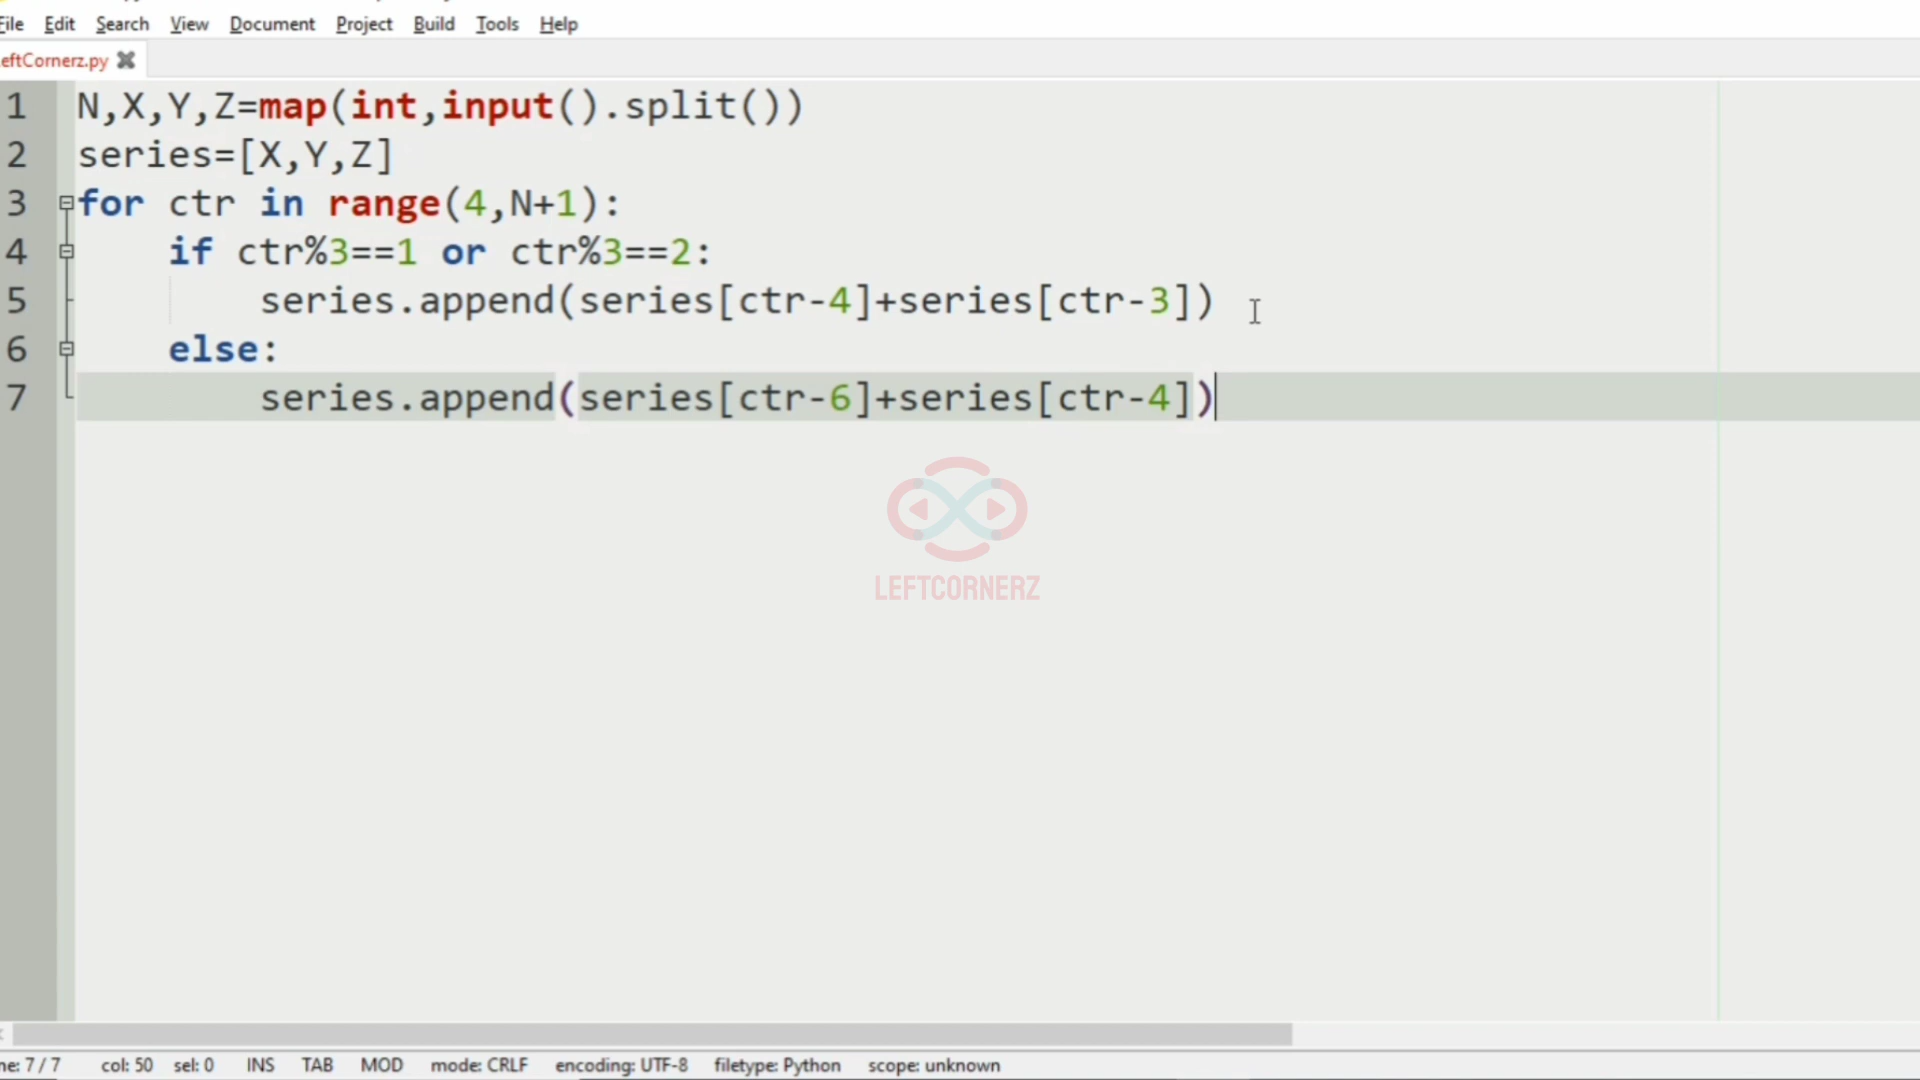 File Edit Search View Document Project Build Tools Help
eftCornerz.py
1 N,X,Y,Z=map(int,input().split())
2 series=[X,Y,Z]
3 for ctr in range(4,N+1):
4     if ctr%3==1 or ctr%3==2:
5         series.append(series[ctr-4]+series[ctr-3])
6     else:
7         series.append(series[ctr-6]+series[ctr-4])
LEFTCORNERZ
ne: 7 / 7 col: 50 sel: 0 INS TAB MOD mode: CRLF encoding: UTF-8 filetype: Python scope: unknown